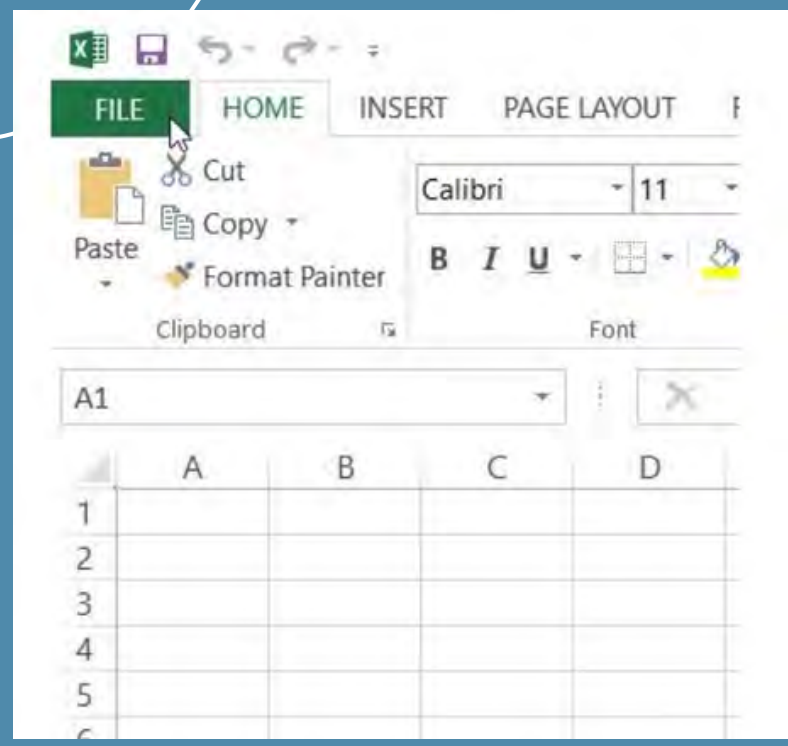 FILE HOME INSERT PAGE LAYOUT F
Cut
Calibri 11
Copy
Paste
B I U
Format Painter
Clipboard Font
A1
A B C D
1
2
3
4
5